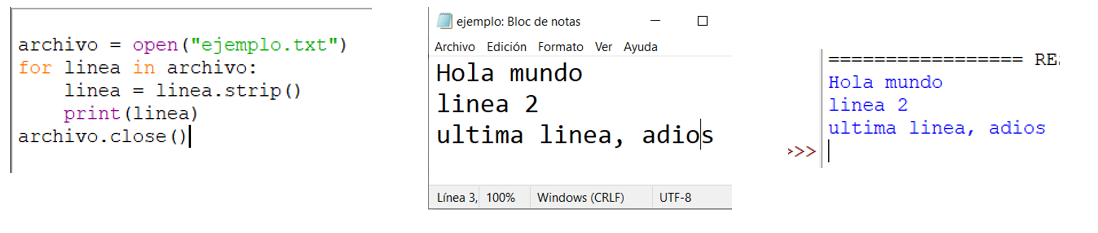 archivo = open("ejemplo.txt")
for linea in archivo:
    linea = linea.strip()
    print(linea)
archivo.close()
ejemplo: Bloc de notas
Archivo Edición Formato Ver Ayuda
Hola mundo
linea 2
ultima linea, adios
Línea 3, 100% Windows (CRLF) UTF-8
================= RE
Hola mundo
linea 2
ultima linea, adios
>>>